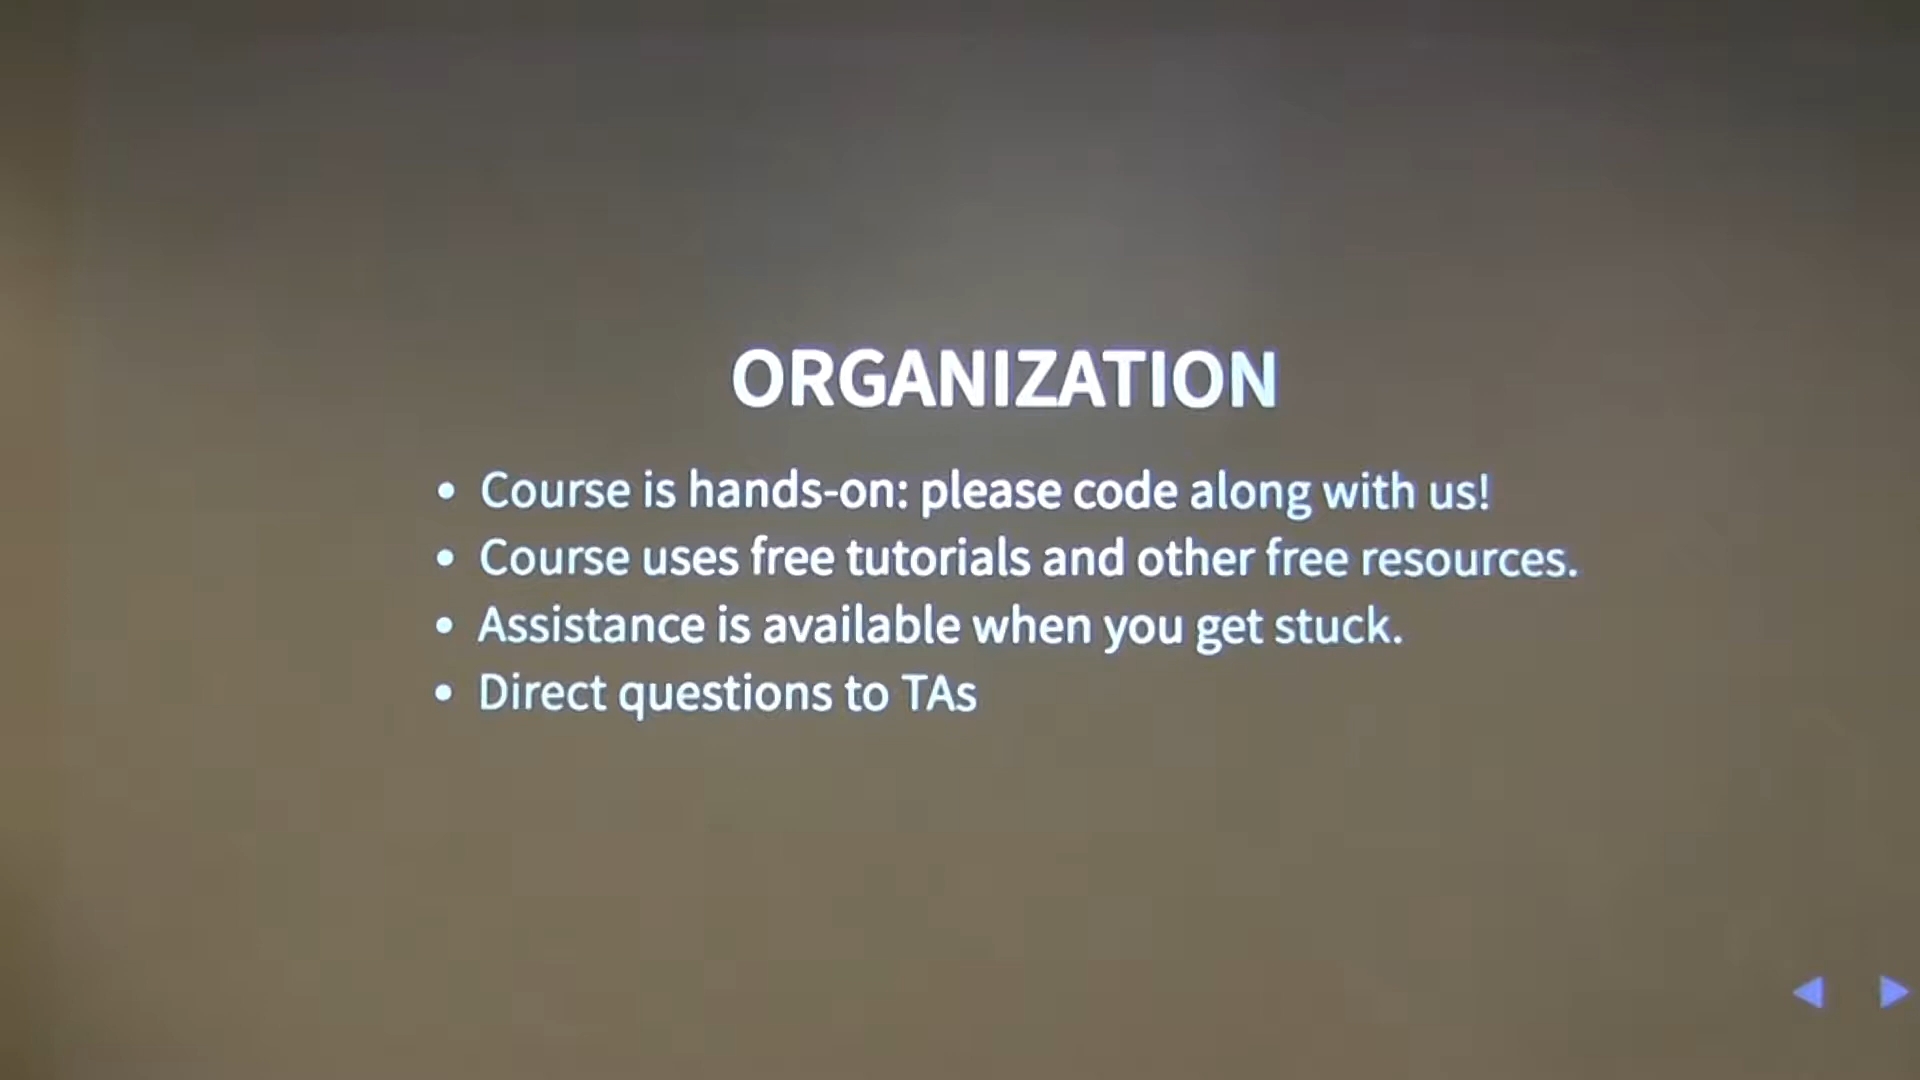 ORGANIZATION
• Course is hands-on: please code along with us!
• Course uses free tutorials and other free resources.
• Assistance is available when you get stuck.
• Direct questions to TAs